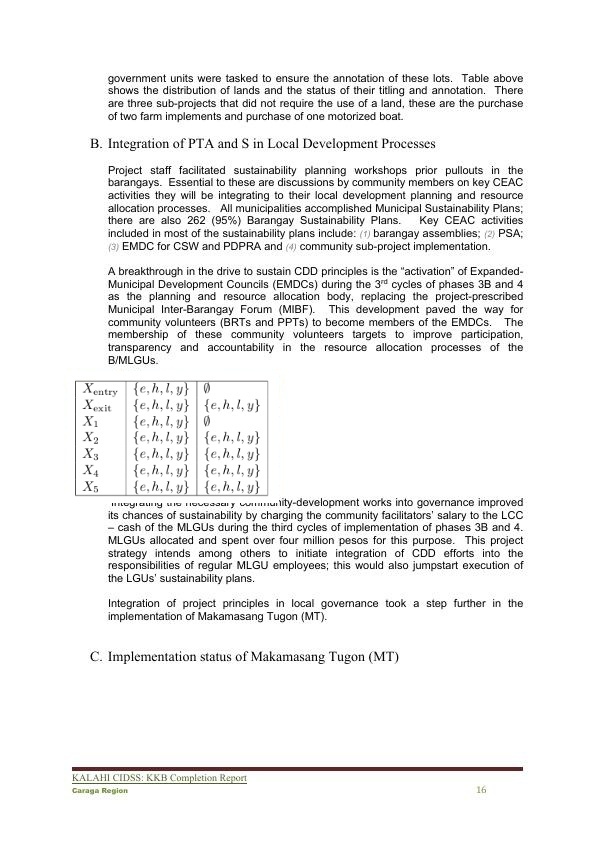 government units were tasked to ensure the annotation of these lots. Table above
shows the distribution of lands and the status of their titling and annotation. There
are three sub-projects that did not require the use of a land, these are the purchase
of two farm implements and purchase of one motorized boat.
B. Integration of PTA and S in Local Development Processes
Project staff facilitated sustainability planning workshops prior pullouts in the
barangays. Essential to these are discussions by community members on key CEAC
activities they will be integrating to their local development planning and resource
allocation processes. All municipalities accomplished Municipal Sustainability Plans;
there are also 262 (95%) Barangay Sustainability Plans. Key CEAC activities
included in most of the sustainability plans include: (1) barangay assemblies; (2) PSA;
(3) EMDC for CSW and PDPRA and (4) community sub-project implementation.
A breakthrough in the drive to sustain CDD principles is the “activation” of Expanded-
Municipal Development Councils (EMDCs) during the 3rd cycles of phases 3B and 4
as the planning and resource allocation body, replacing the project-prescribed
Municipal Inter-Barangay Forum (MIBF). This development paved the way for
community volunteers (BRTs and PPTs) to become members of the EMDCs. The
membership of these community volunteers targets to improve participation,
transparency and accountability in the resource allocation processes of the
B/MLGUs.
X_entry {e, h, l, y} ∅
X_exit {e, h, l, y} {e, h, l, y}
X_1 {e, h, l, y} ∅
X_2 {e, h, l, y} {e, h, l, y}
X_3 {e, h, l, y} {e, h, l, y}
X_4 {e, h, l, y} {e, h, l, y}
X_5 {e, h, l, y} {e, h, l, y}
Integrating the necessary community-development works into governance improved
its chances of sustainability by charging the community facilitators’ salary to the LCC
– cash of the MLGUs during the third cycles of implementation of phases 3B and 4.
MLGUs allocated and spent over four million pesos for this purpose. This project
strategy intends among others to initiate integration of CDD efforts into the
responsibilities of regular MLGU employees; this would also jumpstart execution of
the LGUs’ sustainability plans.
Integration of project principles in local governance took a step further in the
implementation of Makamasang Tugon (MT).
C. Implementation status of Makamasang Tugon (MT)
KALAHI CIDSS: KKB Completion Report
Caraga Region 16